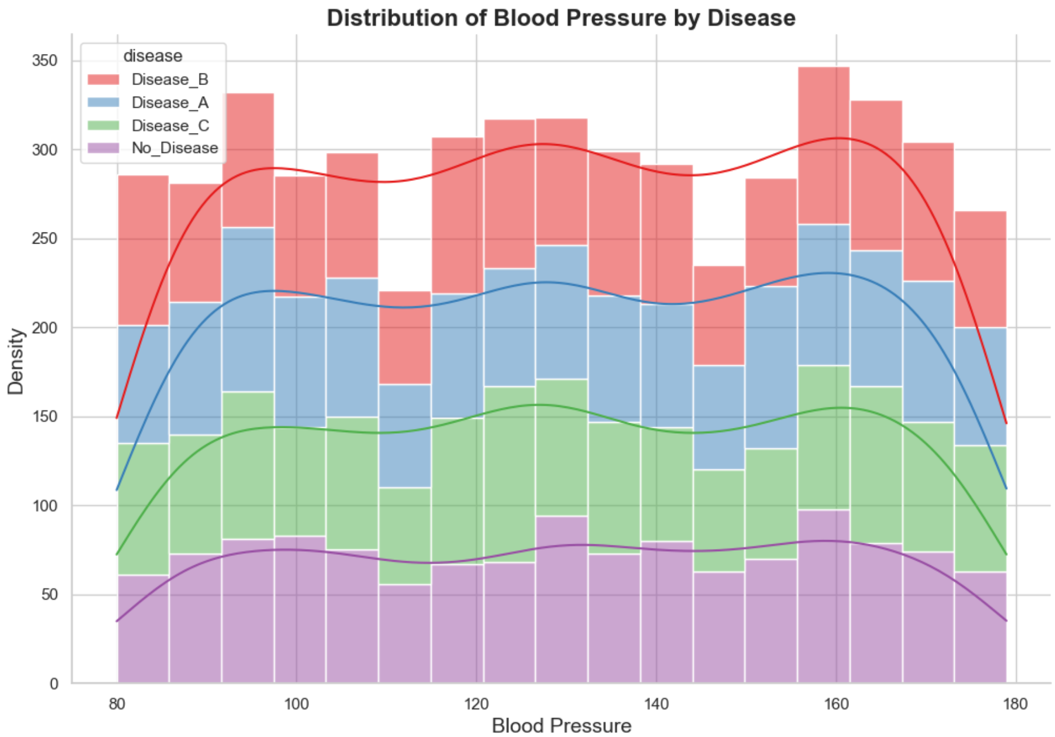 Distribution of Blood Pressure by Disease
disease
Disease_B
Disease_A
Disease_C
No_Disease
350
300
250
200
150
100
50
0
Density
80 100 120 140 160 180
Blood Pressure